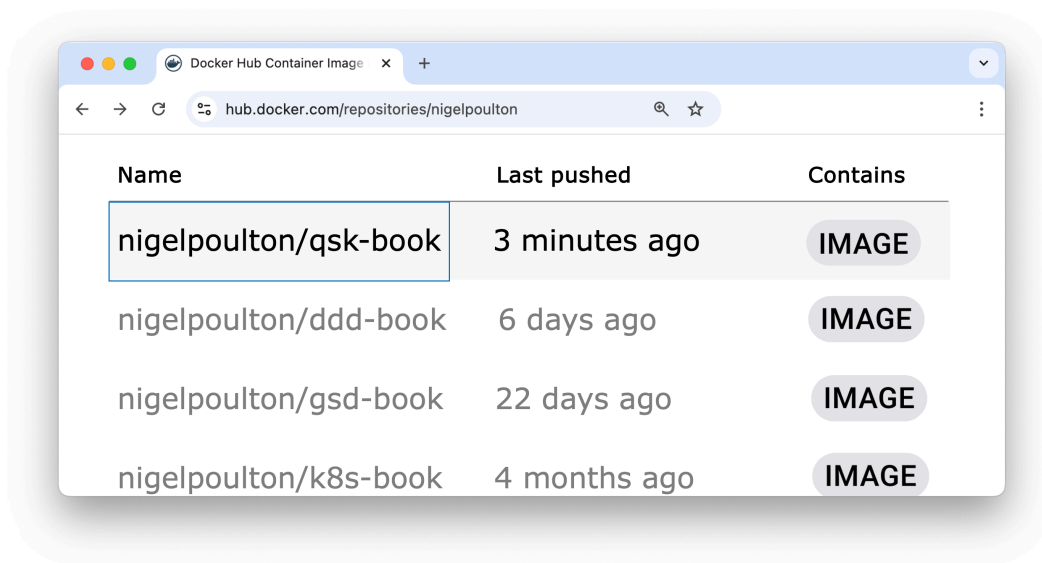 Docker Hub Container Image
hub.docker.com/repositories/nigelpoulton
Name Last pushed Contains
nigelpoulton/qsk-book 3 minutes ago IMAGE
nigelpoulton/ddd-book 6 days ago IMAGE
nigelpoulton/gsd-book 22 days ago IMAGE
nigelpoulton/k8s-book 4 months ago IMAGE